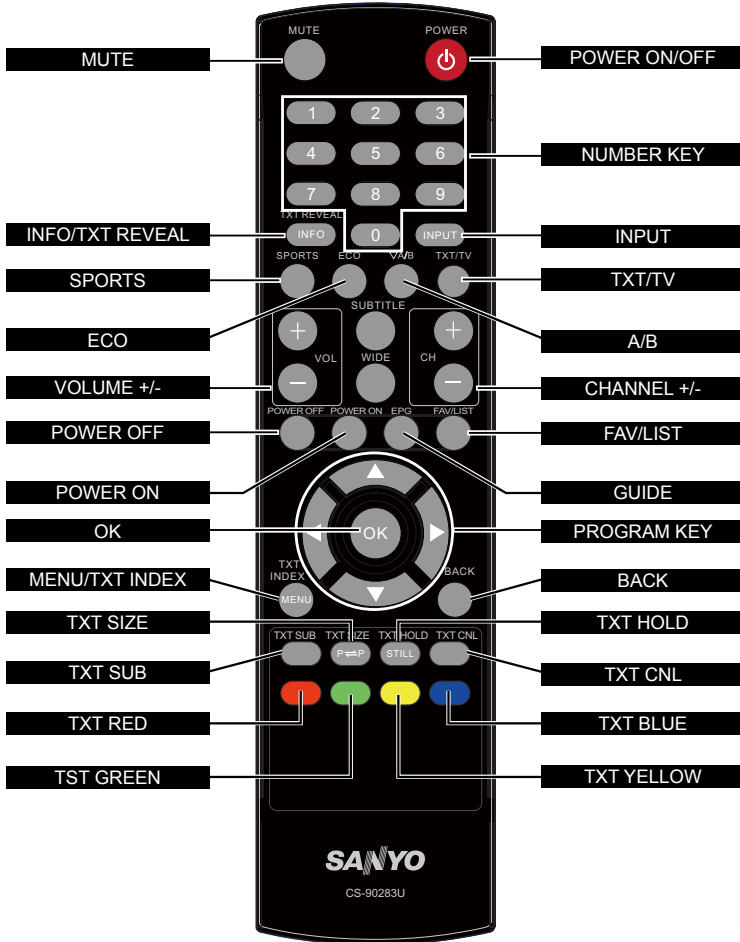 MUTE POWER
MUTE POWER ON/OFF
1 2 3
4 5 6 NUMBER KEY
7 8 9
TXT REVEAL
INFO/TXT REVEAL INFO 0 INPUT INPUT
SPORTS ECO ▽A/B TXT/TV
SPORTS TXT/TV
SUBTITLE
+ +
ECO A/B
VOL WIDE CH
VOLUME +/- − − CHANNEL +/-
POWER OFF POWER ON EPG FAV/LIST
POWER OFF FAV/LIST
POWER ON GUIDE
OK OK PROGRAM KEY
TXT
INDEX BACK
MENU/TXT INDEX BACK
MENU
TXT SIZE TXT HOLD
TXT SUB TXT SIZE TXT HOLD TXT CNL
P⇌P STILL
TXT SUB TXT CNL
TXT RED TXT BLUE
TST GREEN TXT YELLOW
SANYO
CS-90283U